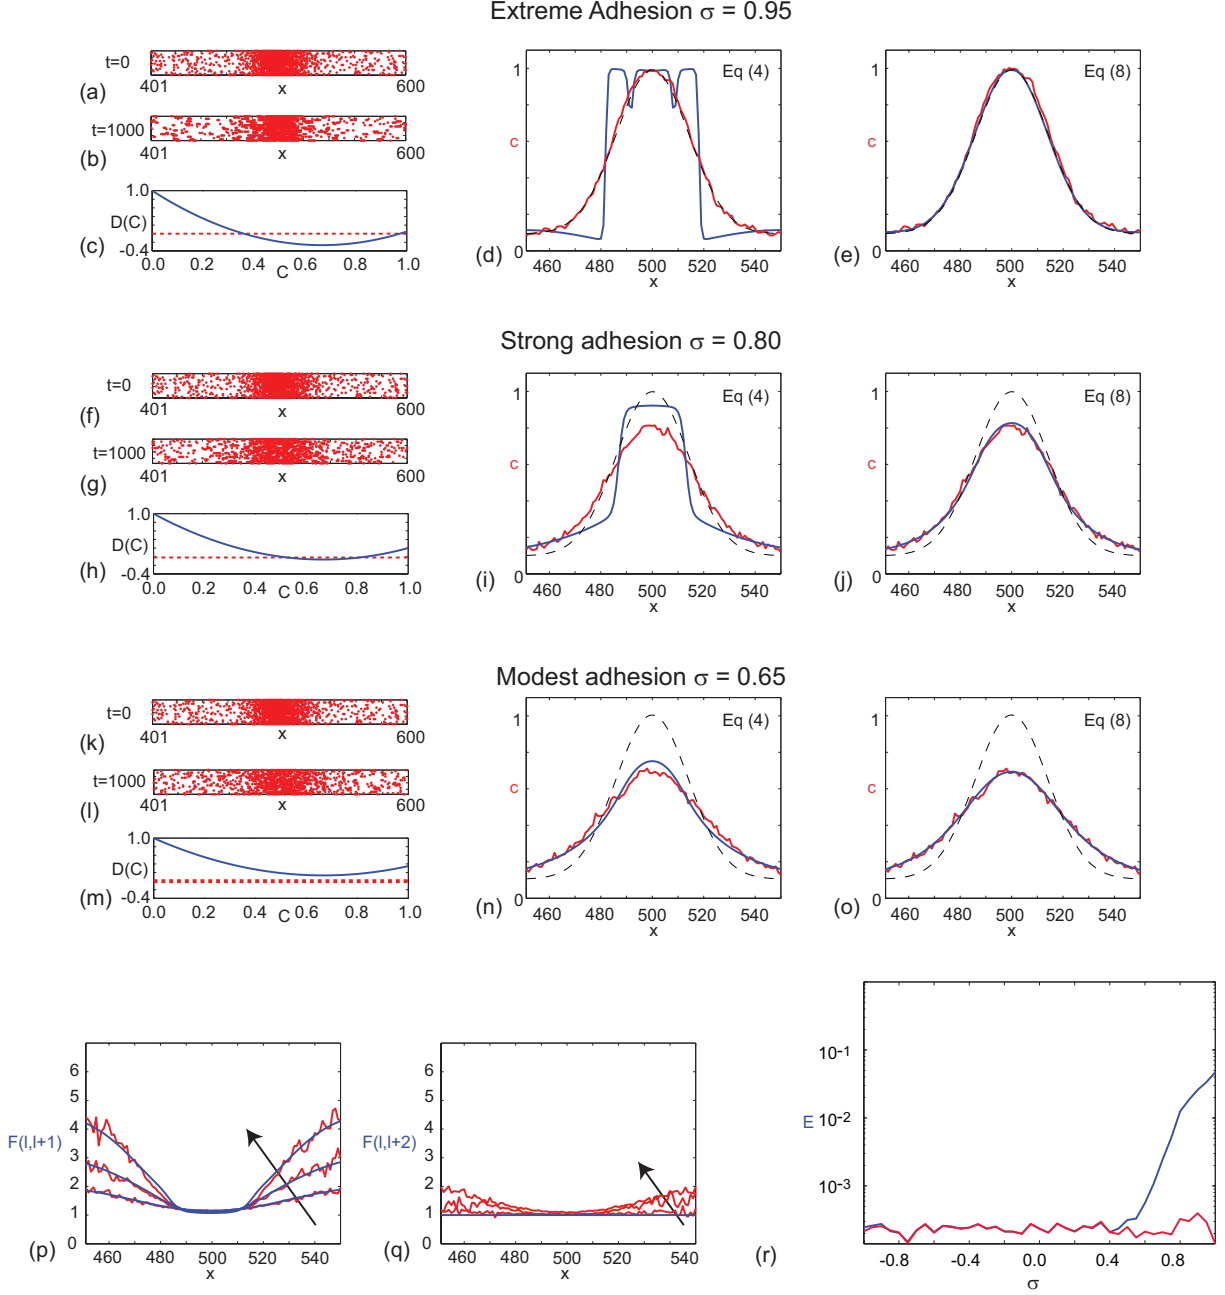 Extreme Adhesion σ = 0.95
t=0
(a)
401 x 600
t=1000
(b)
401 x 600
1.0
D(C)
-0.4
(c)
0.0 0.2 0.4 0.6 0.8 1.0
C
1
Eq (4)
c
0
(d)
460 480 500 520 540
x
1
Eq (8)
c
0
(e)
460 480 500 520 540
x
Strong adhesion σ = 0.80
t=0
(f)
401 x 600
t=1000
(g)
401 x 600
1.0
D(C)
-0.4
(h)
0.0 0.2 0.4 0.6 0.8 1.0
C
1
Eq (4)
c
0
(i)
460 480 500 520 540
x
1
Eq (8)
c
0
(j)
460 480 500 520 540
x
Modest adhesion σ = 0.65
t=0
(k)
401 x 600
t=1000
(l)
401 x 600
1.0
D(C)
-0.4
(m)
0.0 0.2 0.4 0.6 0.8 1.0
C
1
Eq (4)
c
0
(n)
460 480 500 520 540
x
1
Eq (8)
c
0
(o)
460 480 500 520 540
x
6
5
4
F(l,l+1)
3
2
1
0
(p)
460 480 500 520 540
x
6
5
4
F(l,l+2)
3
2
1
0
(q)
460 480 500 520 540
x
10-1
10-2
E
10-3
(r)
-0.8 -0.4 0.0 0.4 0.8
σ